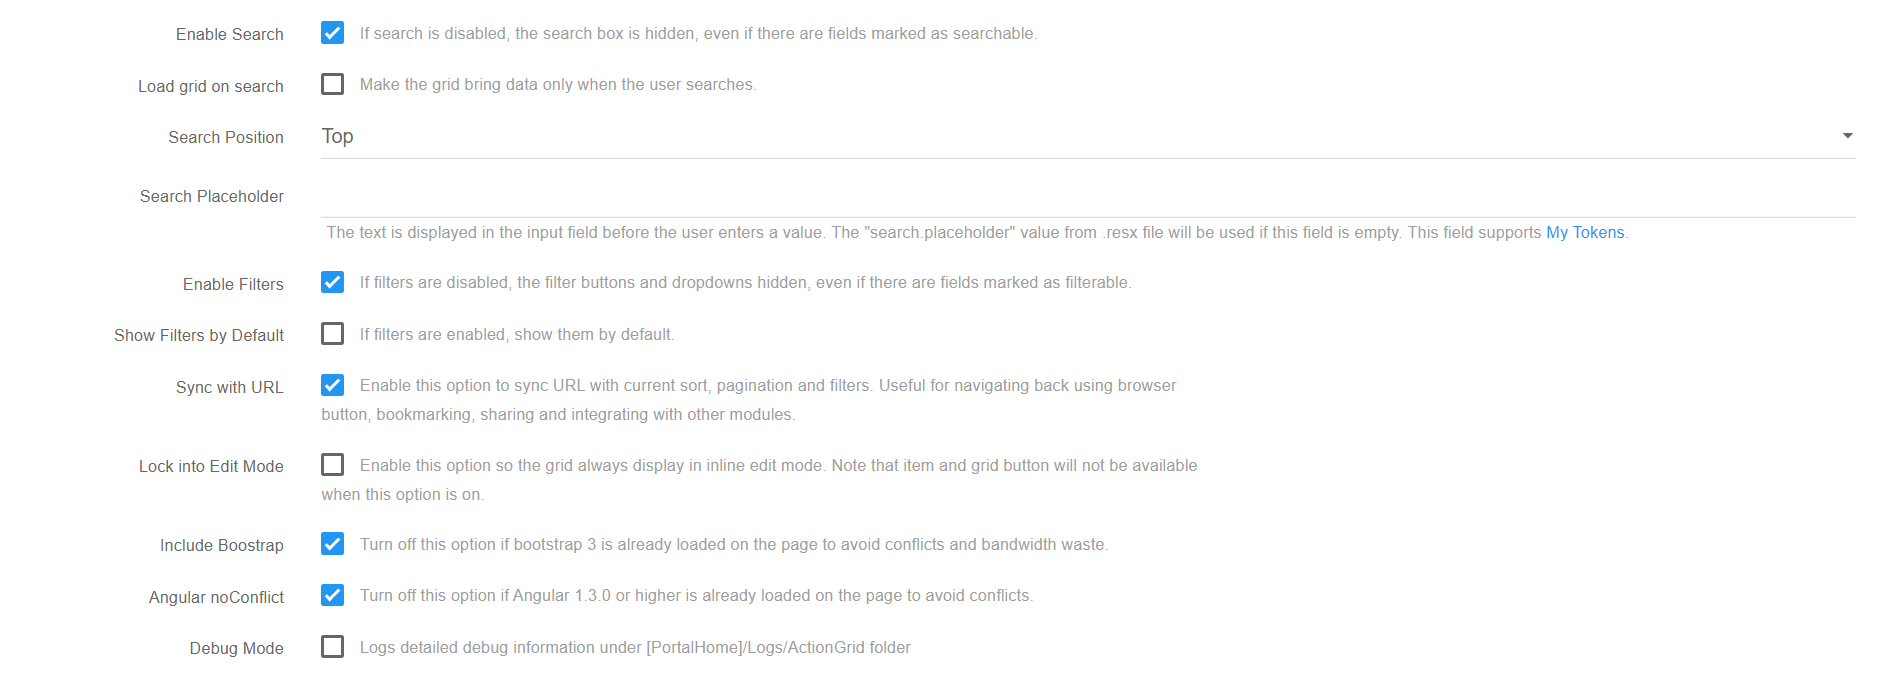 Enable Search If search is disabled, the search box is hidden, even if there are fields marked as searchable.
Load grid on search Make the grid bring data only when the user searches.
Search Position Top
Search Placeholder
The text is displayed in the input field before the user enters a value. The "search.placeholder" value from .resx file will be used if this field is empty. This field supports My Tokens.
Enable Filters If filters are disabled, the filter buttons and dropdowns hidden, even if there are fields marked as filterable.
Show Filters by Default If filters are enabled, show them by default.
Sync with URL Enable this option to sync URL with current sort, pagination and filters. Useful for navigating back using browser
button, bookmarking, sharing and integrating with other modules.
Lock into Edit Mode Enable this option so the grid always display in inline edit mode. Note that item and grid button will not be available
when this option is on.
Include Boostrap Turn off this option if bootstrap 3 is already loaded on the page to avoid conflicts and bandwidth waste.
Angular noConflict Turn off this option if Angular 1.3.0 or higher is already loaded on the page to avoid conflicts.
Debug Mode Logs detailed debug information under [PortalHome]/Logs/ActionGrid folder